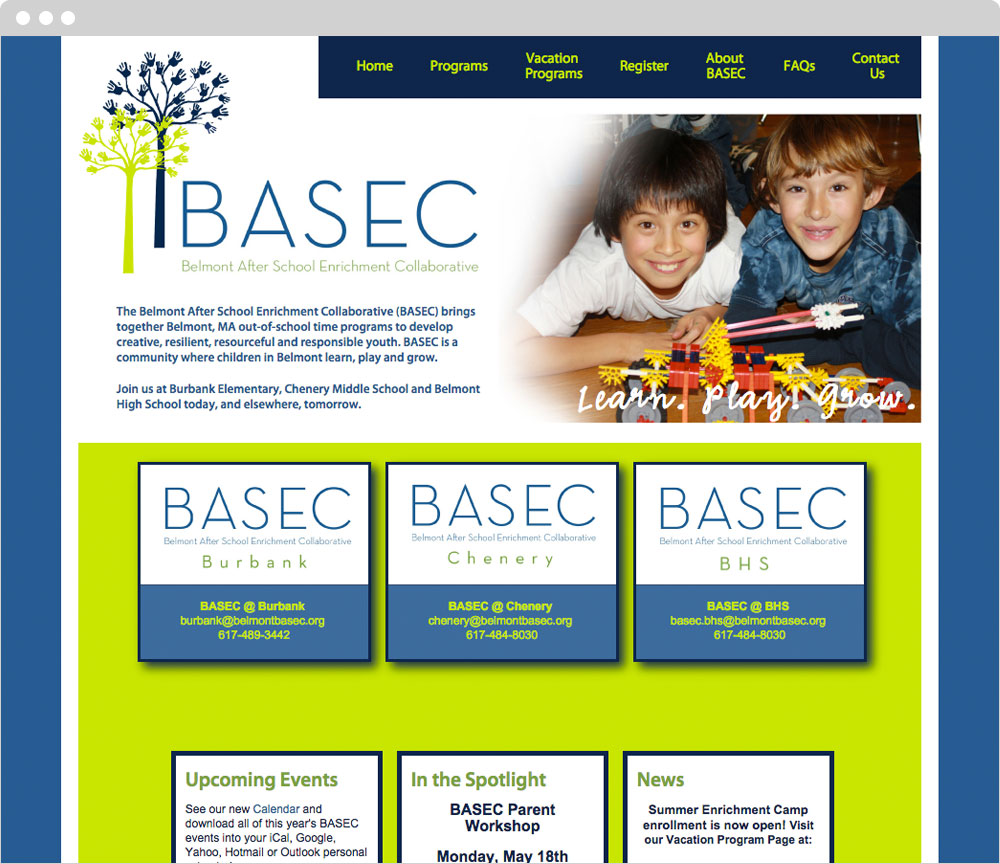 Home
Programs
Vacation
Programs
Register
About
BASEC
FAQs
Contact
Us
BASEC
Belmont After School Enrichment Collaborative
The Belmont After School Enrichment Collaborative (BASEC) brings
together Belmont, MA out-of-school time programs to develop
creative, resilient, resourceful and responsible youth. BASEC is a
community where children in Belmont learn, play and grow.
Join us at Burbank Elementary, Chenery Middle School and Belmont
High School today, and elsewhere, tomorrow.
Learn. Play! Grow.
BASEC
Belmont After School Enrichment Collaborative
Burbank
BASEC @ Burbank
burbank@belmontbasec.org
617-489-3442
BASEC
Belmont After School Enrichment Collaborative
Chenery
BASEC @ Chenery
chenery@belmontbasec.org
617-484-8030
BASEC
Belmont After School Enrichment Collaborative
BHS
BASEC @ BHS
basec.bhs@belmontbasec.org
617-484-8030
Upcoming Events
See our new Calendar and
download all of this year's BASEC
events into your iCal, Google,
Yahoo, Hotmail or Outlook personal
In the Spotlight
BASEC Parent
Workshop
Monday, May 18th
News
Summer Enrichment Camp
enrollment is now open! Visit
our Vacation Program Page at: